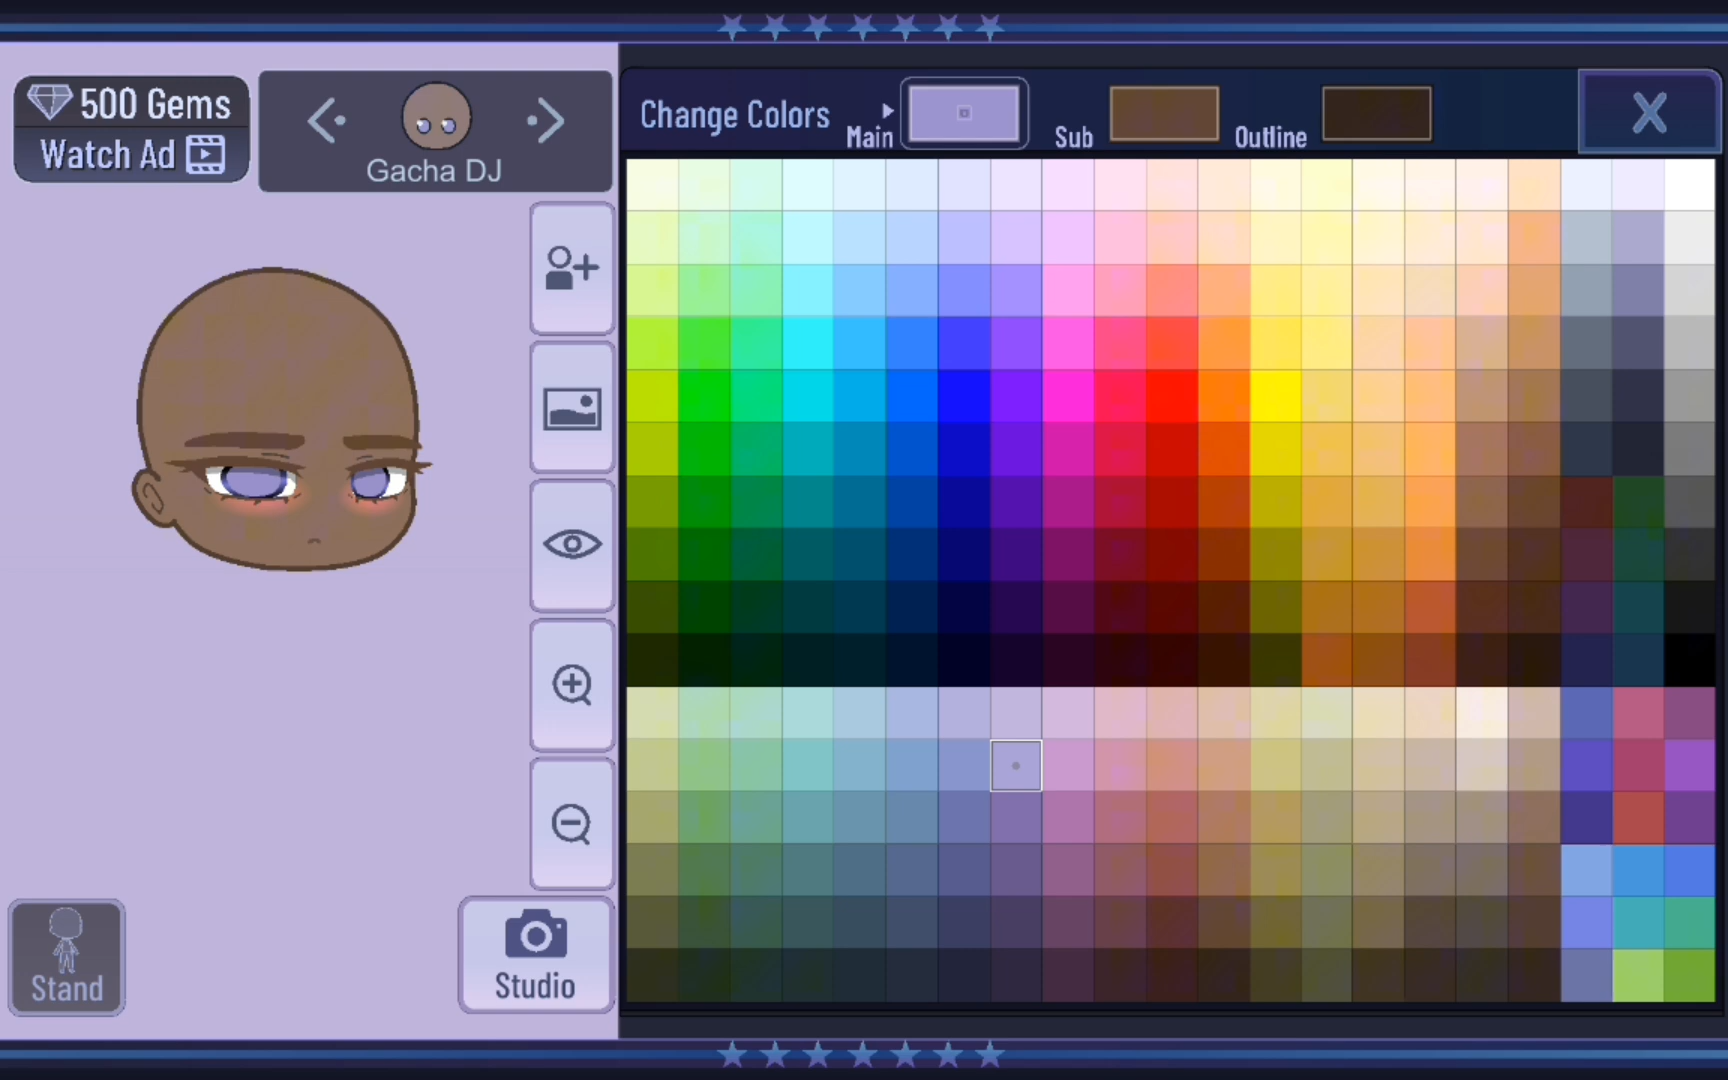 500 Gems
Watch Ad
Gacha DJ
Change Colors
Main
Sub
Outline
X
Stand
Studio